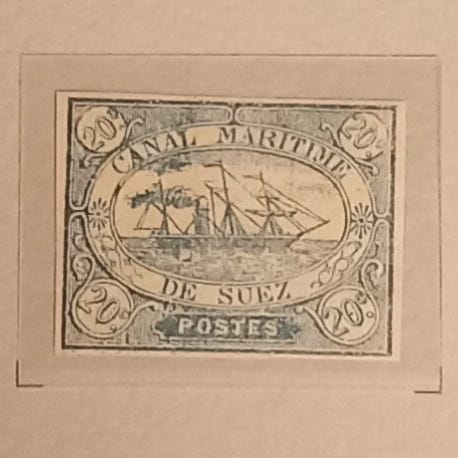 20c. 20c.
CANAL MARITIME
DE SUEZ
20c. 20c.
POSTES